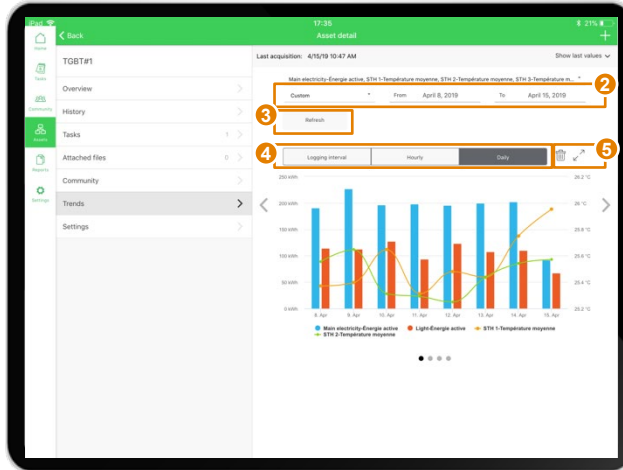 iPad
17:35
21%
Back
Asset detail
Home
Tasks
Community
Assets
Reports
Settings
TGBT#1
Overview
History
Tasks 1
Attached files 0
Community
Trends
Settings
Last acquisition: 4/15/19 10:47 AM
Show last values
Main electricity-Énergie active, STH 1-Température moyenne, STH 2-Température moyenne, STH 3-Température m...
2
Custom From April 8, 2019 To April 15, 2019
3
Refresh
4
Logging interval Hourly Daily
5
250 kWh 26.2 °C
200 kWh 26 °C
150 kWh 25.8 °C
100 kWh 25.6 °C
50 kWh 25.4 °C
0 kWh 25.2 °C
8. Apr 9. Apr 10. Apr 11. Apr 12. Apr 13. Apr 14. Apr 15. Apr
Main electricity-Énergie active Light-Énergie active STH 1-Température moyenne
STH 2-Température moyenne